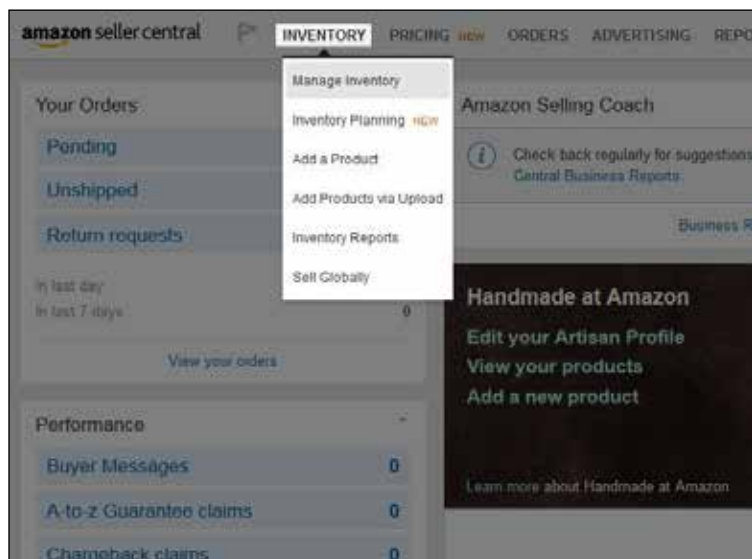 amazon seller central INVENTORY PRICING NEW ORDERS ADVERTISING REPO
Manage Inventory
Inventory Planning NEW
Add a Product
Add Products via Upload
Inventory Reports
Sell Globally
Your Orders
Pending
Unshipped
Return requests
In last day
In last 7 days 0
View your orders
Performance
Buyer Messages 0
A-to-z Guarantee claims 0
Chargeback claims 0
Amazon Selling Coach
Check back regularly for suggestions
Central Business Reports
Business R
Handmade at Amazon
Edit your Artisan Profile
View your products
Add a new product
Learn more about Handmade at Amazon